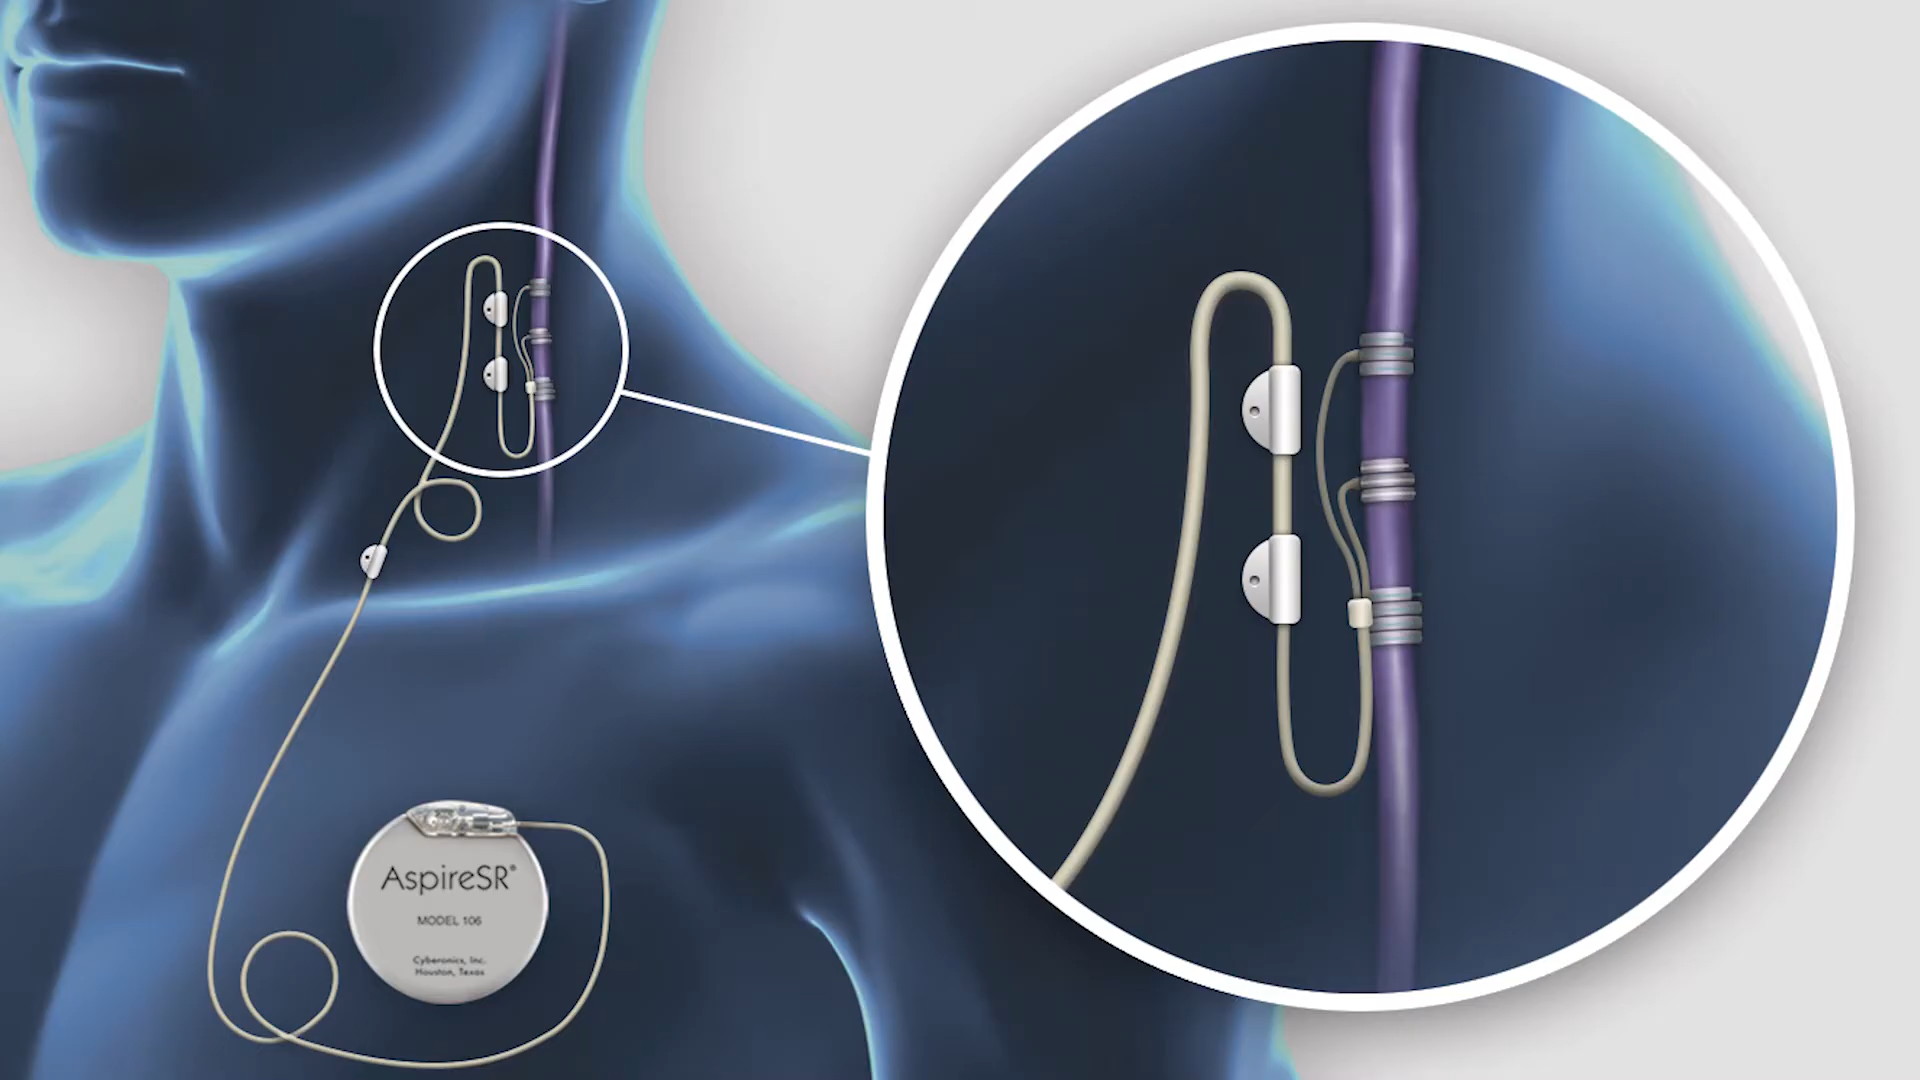 AspireSR®
MODEL 106
Cyberonics, Inc.
Houston, Texas